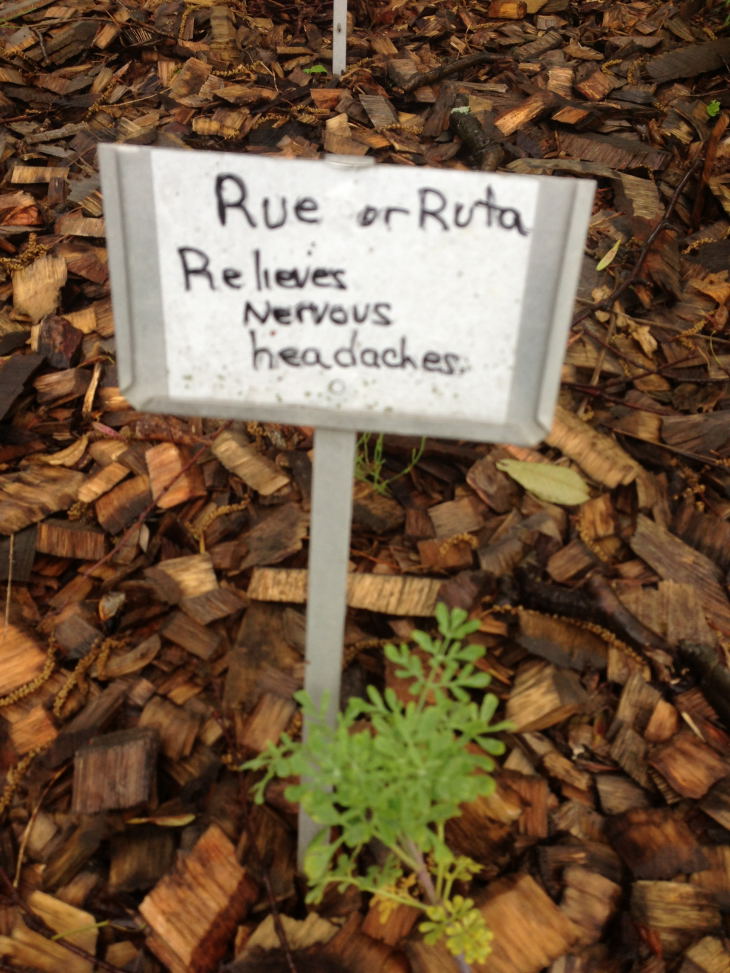 Rue or Ruta
Relieves
Nervous
headaches.